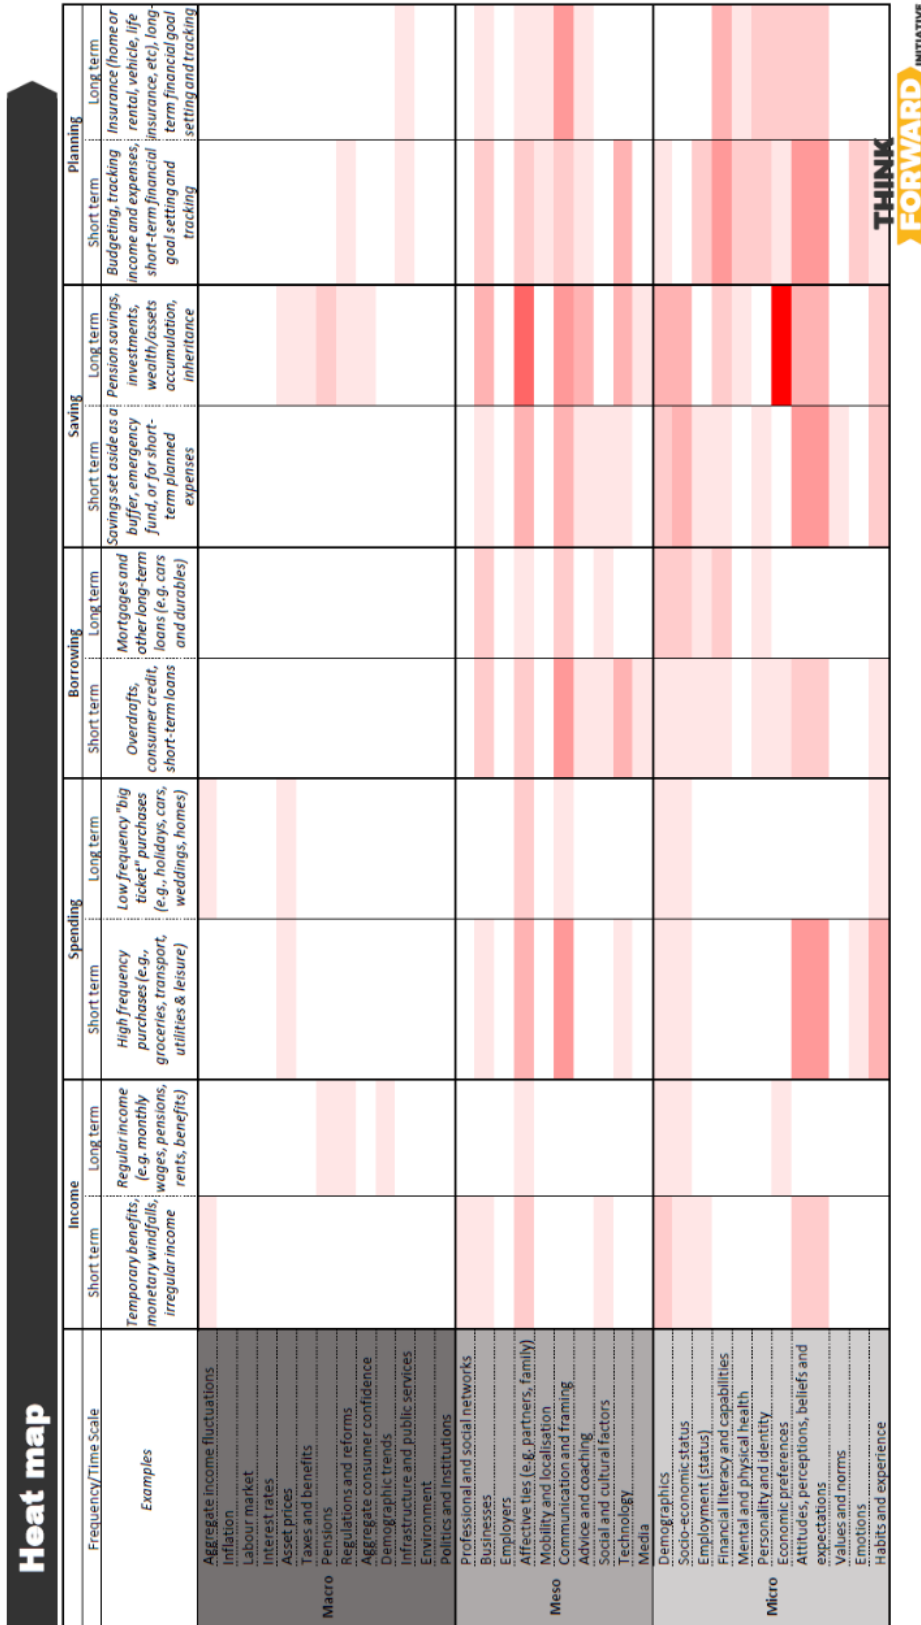 Heat map
Frequency/Time Scale
Income
Spending
Borrowing
Saving
Planning
Short term
Long term
Short term
Long term
Short term
Long term
Short term
Long term
Short term
Long term
Examples
Temporary benefits,
monetary windfalls,
irregular income
Regular income
(e.g. monthly
wages, pensions,
rents, benefits)
High frequency
purchases (e.g.,
groceries, transport,
utilities & leisure)
Low frequency "big
ticket" purchases
(e.g., holidays, cars,
weddings, homes)
Overdrafts,
consumer credit,
short-term loans
Mortgages and
other long-term
loans (e.g. cars
and durables)
Savings set aside as a
buffer, emergency
fund, or for short-
term planned
expenses
Pension savings,
investments,
wealth/assets
accumulation,
inheritance
Budgeting, tracking
income and expenses,
short-term financial
goal setting and
tracking
Insurance (home or
rental, vehicle, life
insurance, etc), long-
term financial goal
setting and tracking
Macro
Aggregate income fluctuations
Inflation
Labour market
Interest rates
Asset prices
Taxes and benefits
Pensions
Regulations and reforms
Aggregate consumer confidence
Demographic trends
Infrastructure and public services
Environment
Politics and Institutions
Meso
Professional and social networks
Businesses
Employers
Affective ties (e.g. partners, family)
Mobility and localisation
Communication and framing
Advice and coaching
Social and cultural factors
Technology
Media
Micro
Demographics
Socio-economic status
Employment (status)
Financial literacy and capabilities
Mental and physical health
Personality and identity
Economic preferences
Attitudes, perceptions, beliefs and
expectations
Values and norms
Emotions
Habits and experience
THINK
FORWARD
INITIATIVE